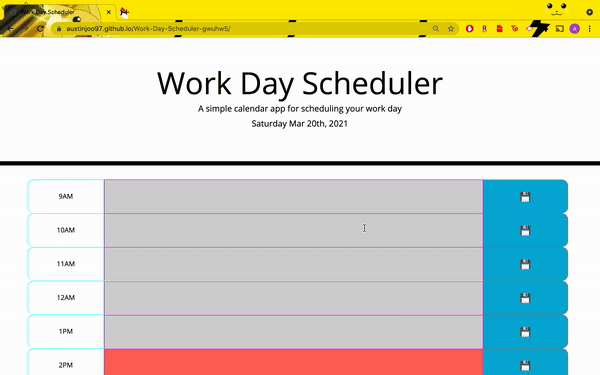 Work Day Scheduler
austinjoo97.github.io/Work-Day-Scheduler-gwuhw5/
Work Day Scheduler
A simple calendar app for scheduling your work day
Saturday Mar 20th, 2021
9AM
10AM
11AM
12AM
1PM
2PM